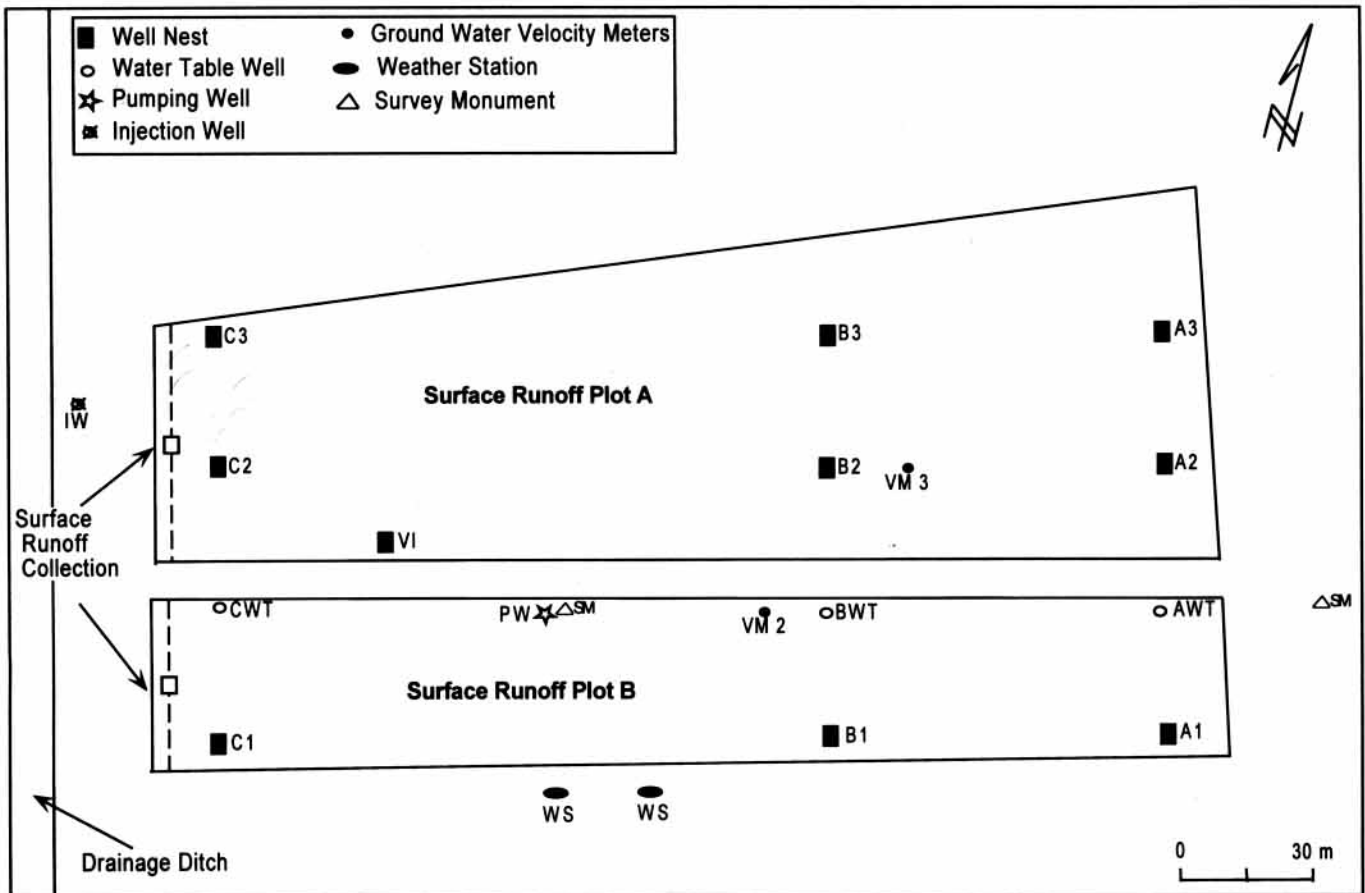 Well Nest
Ground Water Velocity Meters
Water Table Well
Weather Station
Pumping Well
Survey Monument
Injection Well
N
C3
B3
A3
Surface Runoff Plot A
IW
C2
B2
VM 3
A2
Surface
Runoff
Collection
VI
CWT
PW
SM
VM 2
BWT
AWT
SM
Surface Runoff Plot B
C1
B1
A1
WS
WS
Drainage Ditch
0
30 m